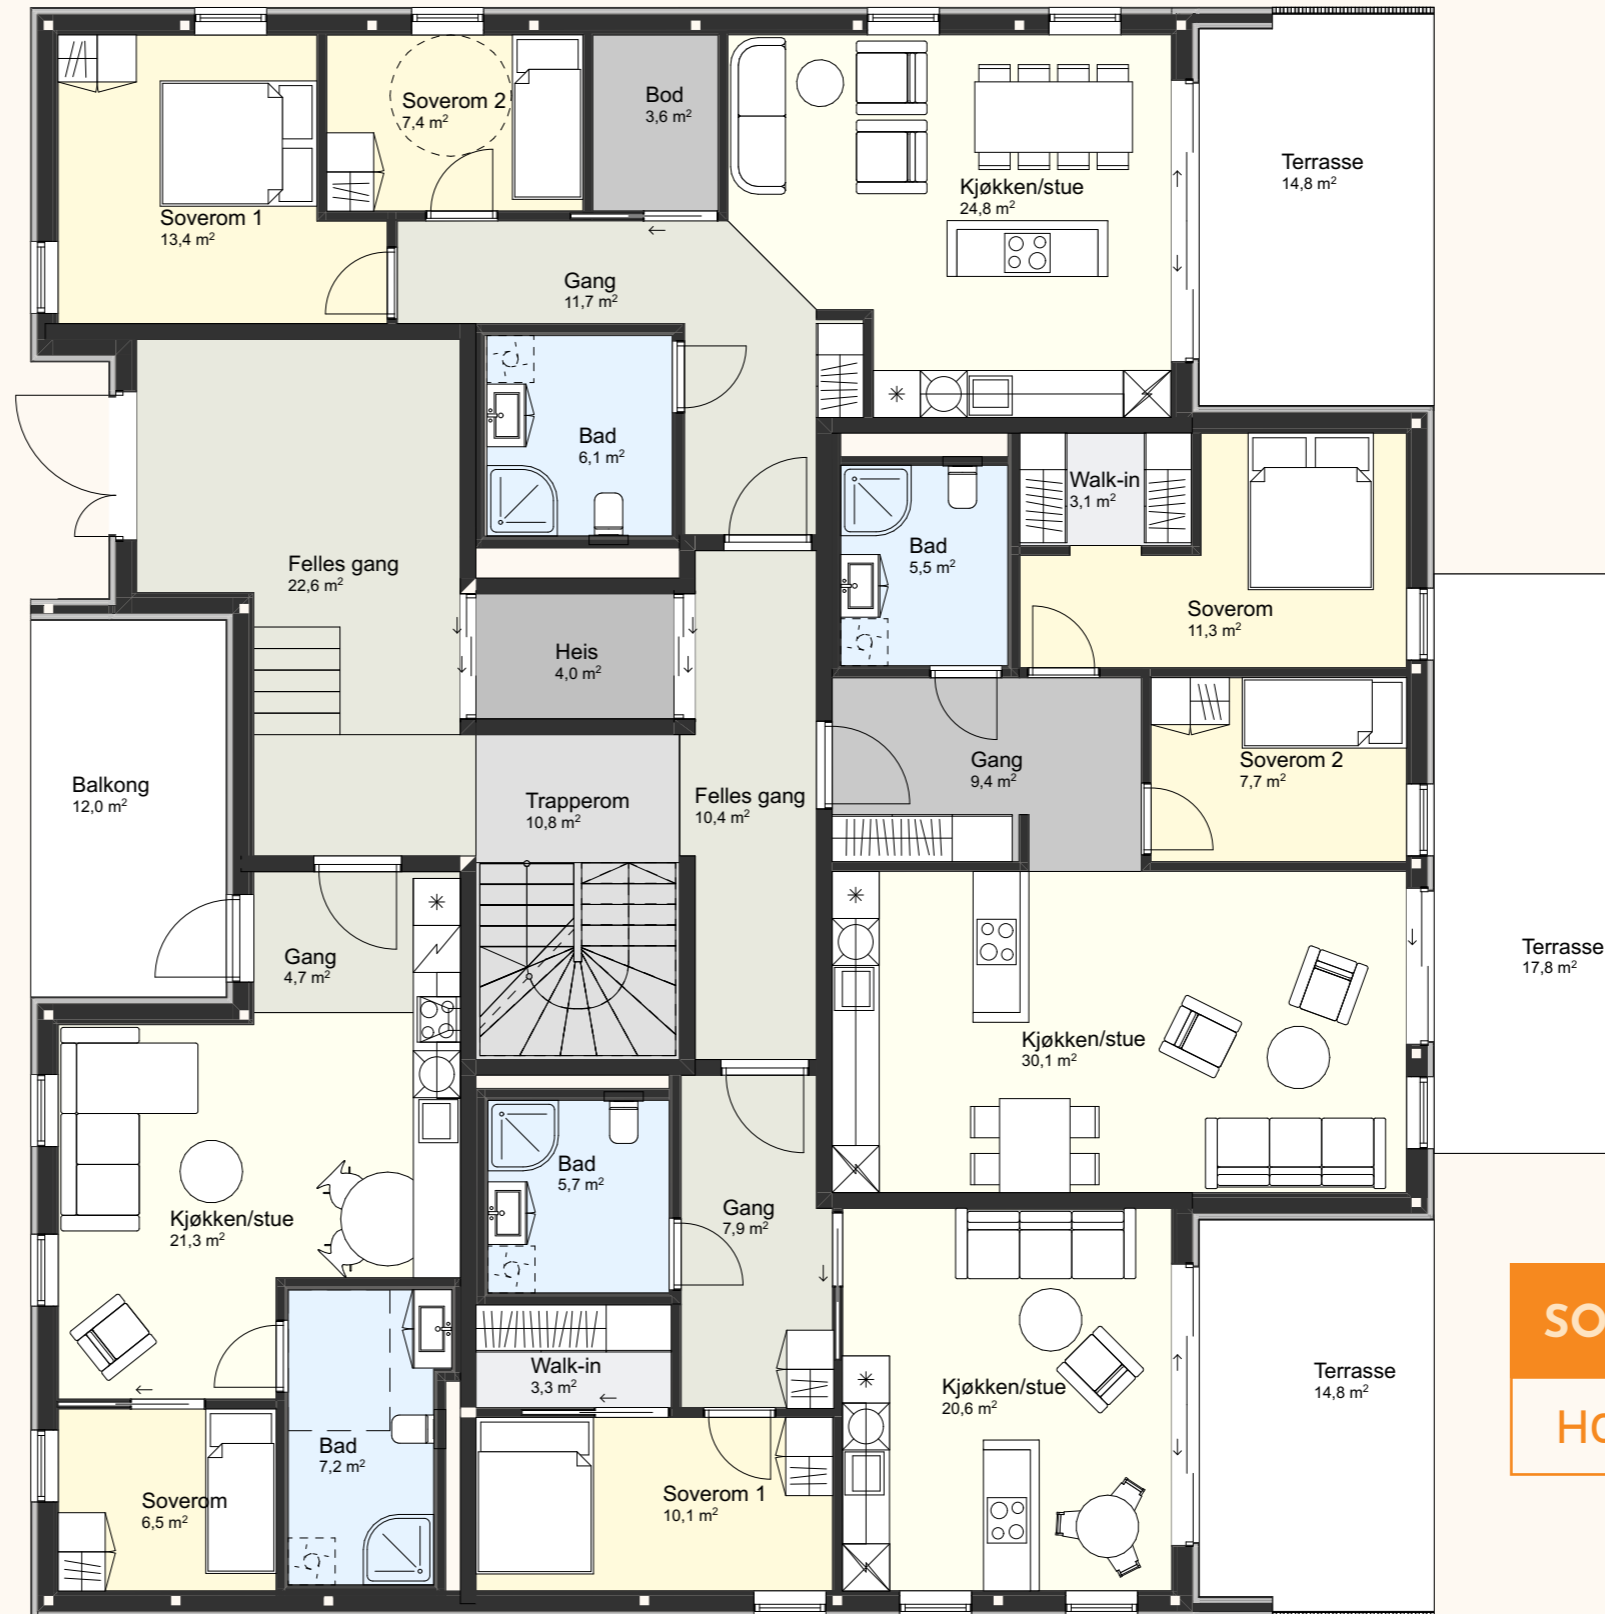 Soverom 1
13,4 m²
Soverom 2
7,4 m²
Bod
3,6 m²
Kjøkken/stue
24,8 m²
Terrasse
14,8 m²
Gang
11,7 m²
Bad
6,1 m²
Felles gang
22,6 m²
Heis
4,0 m²
Bad
5,5 m²
Walk-in
3,1 m²
Soverom
11,3 m²
Balkong
12,0 m²
Trapperom
10,8 m²
Felles gang
10,4 m²
Gang
9,4 m²
Soverom 2
7,7 m²
Gang
4,7 m²
Kjøkken/stue
30,1 m²
Terrasse
17,8 m²
Kjøkken/stue
21,3 m²
Bad
5,7 m²
Gang
7,9 m²
Walk-in
3,3 m²
Kjøkken/stue
20,6 m²
Terrasse
14,8 m²
Bad
7,2 m²
Soverom
6,5 m²
Soverom 1
10,1 m²
SO